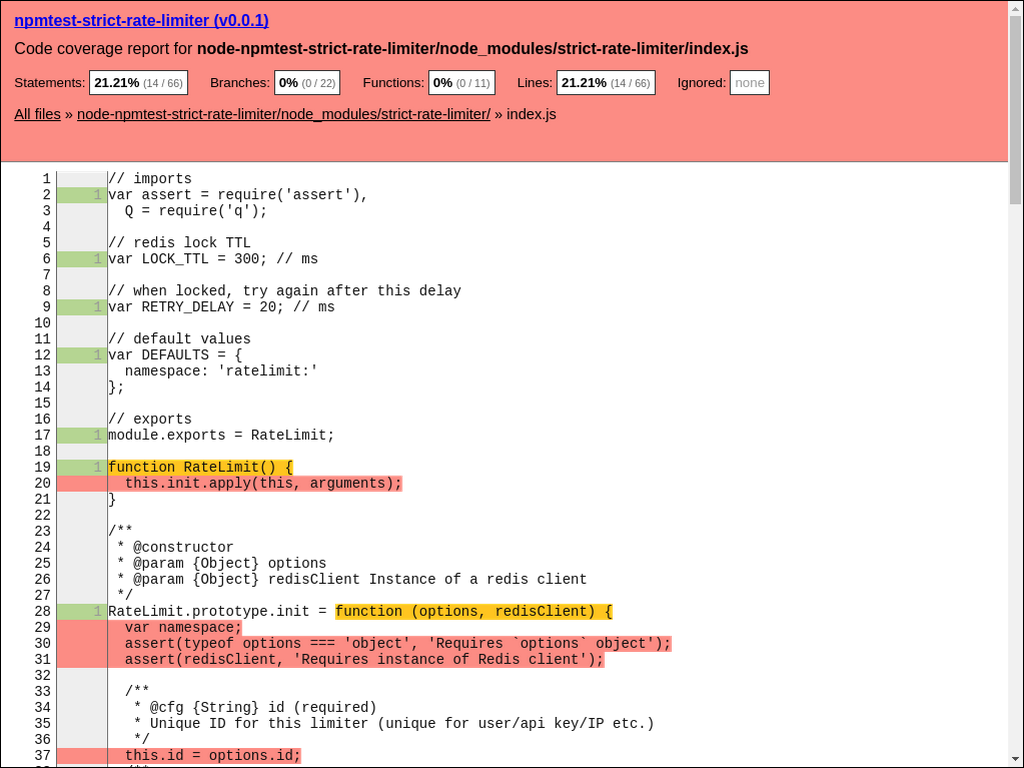 npmtest-strict-rate-limiter (v0.0.1)
Code coverage report for node-npmtest-strict-rate-limiter/node_modules/strict-rate-limiter/index.js
Statements: 21.21% (14 / 66) Branches: 0% (0 / 22) Functions: 0% (0 / 11) Lines: 21.21% (14 / 66) Ignored: none
All files » node-npmtest-strict-rate-limiter/node_modules/strict-rate-limiter/ » index.js
1 // imports
2 1 var assert = require('assert'),
3 Q = require('q');
4
5 // redis lock TTL
6 1 var LOCK_TTL = 300; // ms
7
8 // when locked, try again after this delay
9 1 var RETRY_DELAY = 20; // ms
10
11 // default values
12 1 var DEFAULTS = {
13 namespace: 'ratelimit:'
14 };
15
16 // exports
17 1 module.exports = RateLimit;
18
19 1 function RateLimit() {
20 this.init.apply(this, arguments);
21 }
22
23 /**
24 * @constructor
25 * @param {Object} options
26 * @param {Object} redisClient Instance of a redis client
27 */
28 1 RateLimit.prototype.init = function (options, redisClient) {
29 var namespace;
30 assert(typeof options === 'object', 'Requires `options` object');
31 assert(redisClient, 'Requires instance of Redis client');
32
33 /**
34 * @cfg {String} id (required)
35 * Unique ID for this limiter (unique for user/api key/IP etc.)
36 */
37 this.id = options.id;